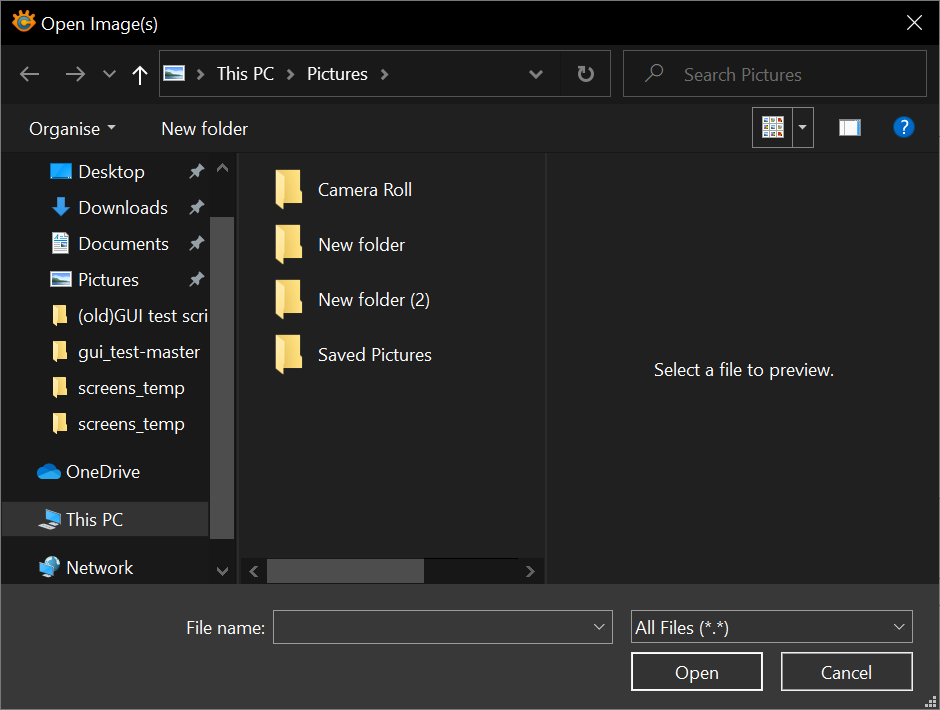 Open Image(s)
This PC
Pictures
Search Pictures
Organise
New folder
?
Desktop
Downloads
Documents
Pictures
(old)GUI test scri
gui_test-master
screens_temp
screens_temp
OneDrive
This PC
Network
Camera Roll
New folder
New folder (2)
Saved Pictures
Select a file to preview.
File name:
All Files (*.*)
Open
Cancel